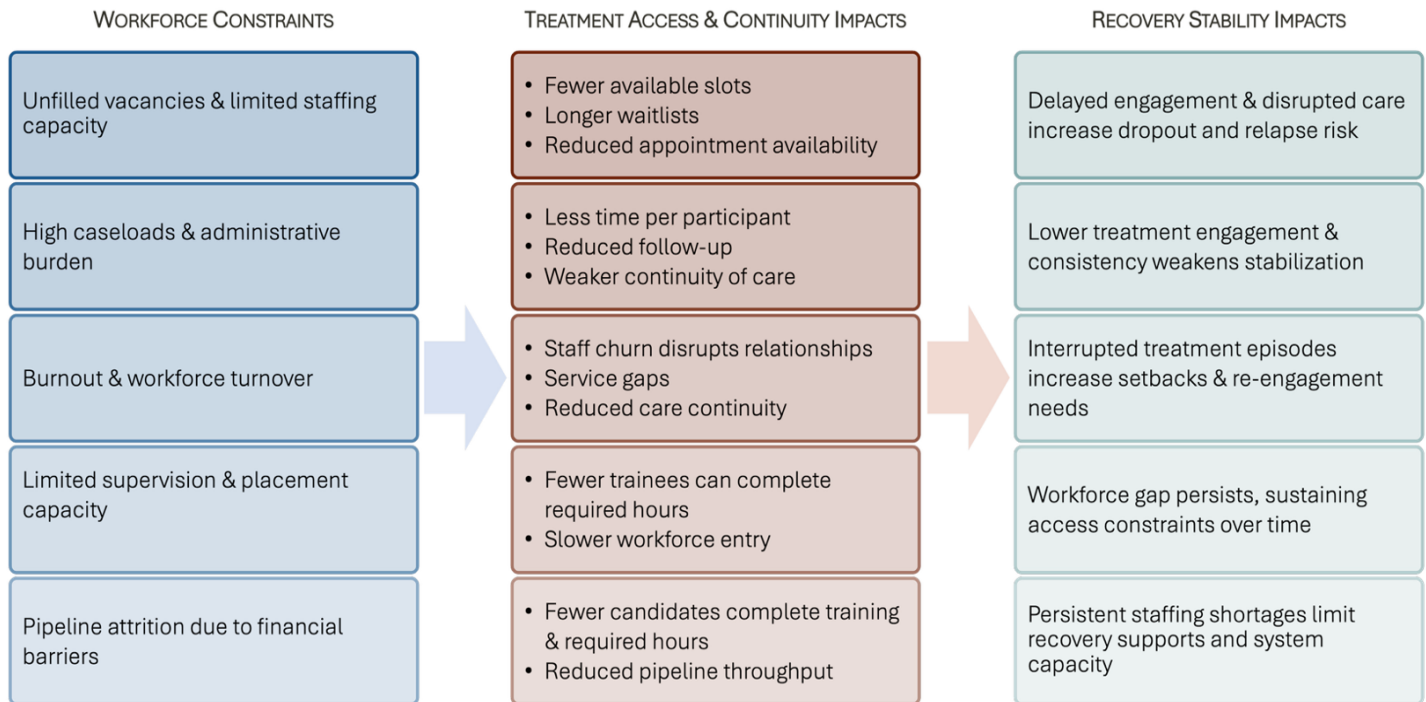 WORKFORCE CONSTRAINTS
TREATMENT ACCESS & CONTINUITY IMPACTS
RECOVERY STABILITY IMPACTS
Unfilled vacancies & limited staffing
capacity
• Fewer available slots
• Longer waitlists
• Reduced appointment availability
Delayed engagement & disrupted care
increase dropout and relapse risk
High caseloads & administrative
burden
• Less time per participant
• Reduced follow-up
• Weaker continuity of care
Lower treatment engagement &
consistency weakens stabilization
Burnout & workforce turnover
• Staff churn disrupts relationships
• Service gaps
• Reduced care continuity
Interrupted treatment episodes
increase setbacks & re-engagement
needs
Limited supervision & placement
capacity
• Fewer trainees can complete
required hours
• Slower workforce entry
Workforce gap persists, sustaining
access constraints over time
Pipeline attrition due to financial
barriers
• Fewer candidates complete training
& required hours
• Reduced pipeline throughput
Persistent staffing shortages limit
recovery supports and system
capacity